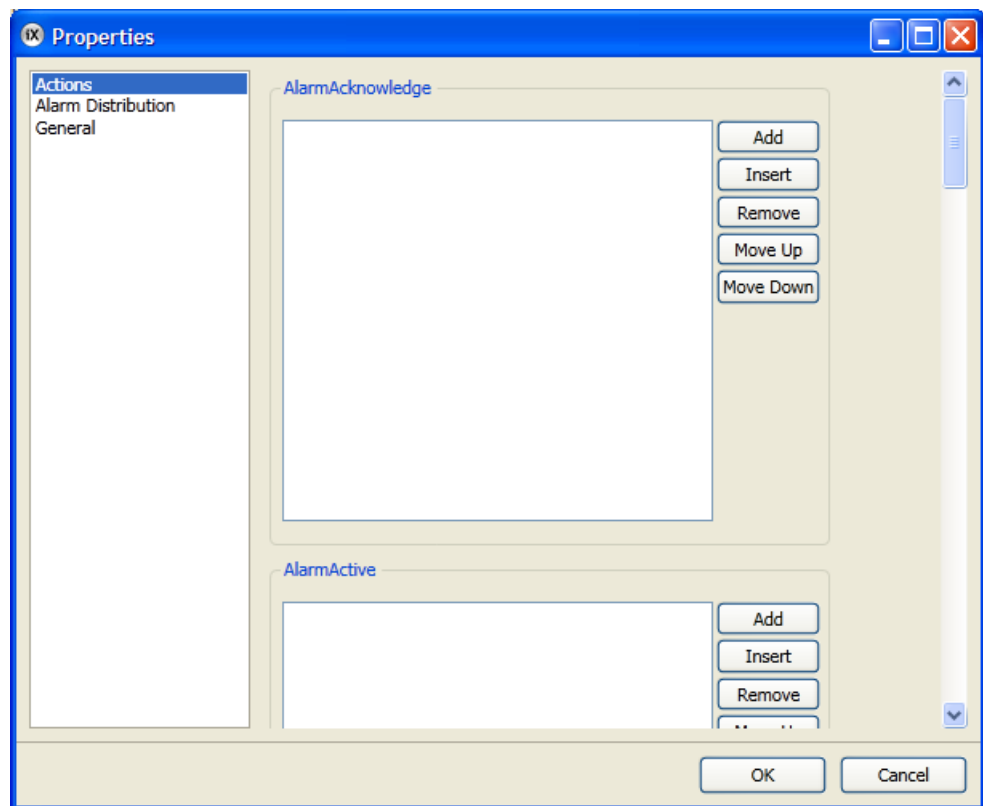 iX Properties
Actions
Alarm Distribution
General
AlarmAcknowledge
Add
Insert
Remove
Move Up
Move Down
AlarmActive
Add
Insert
Remove
OK
Cancel